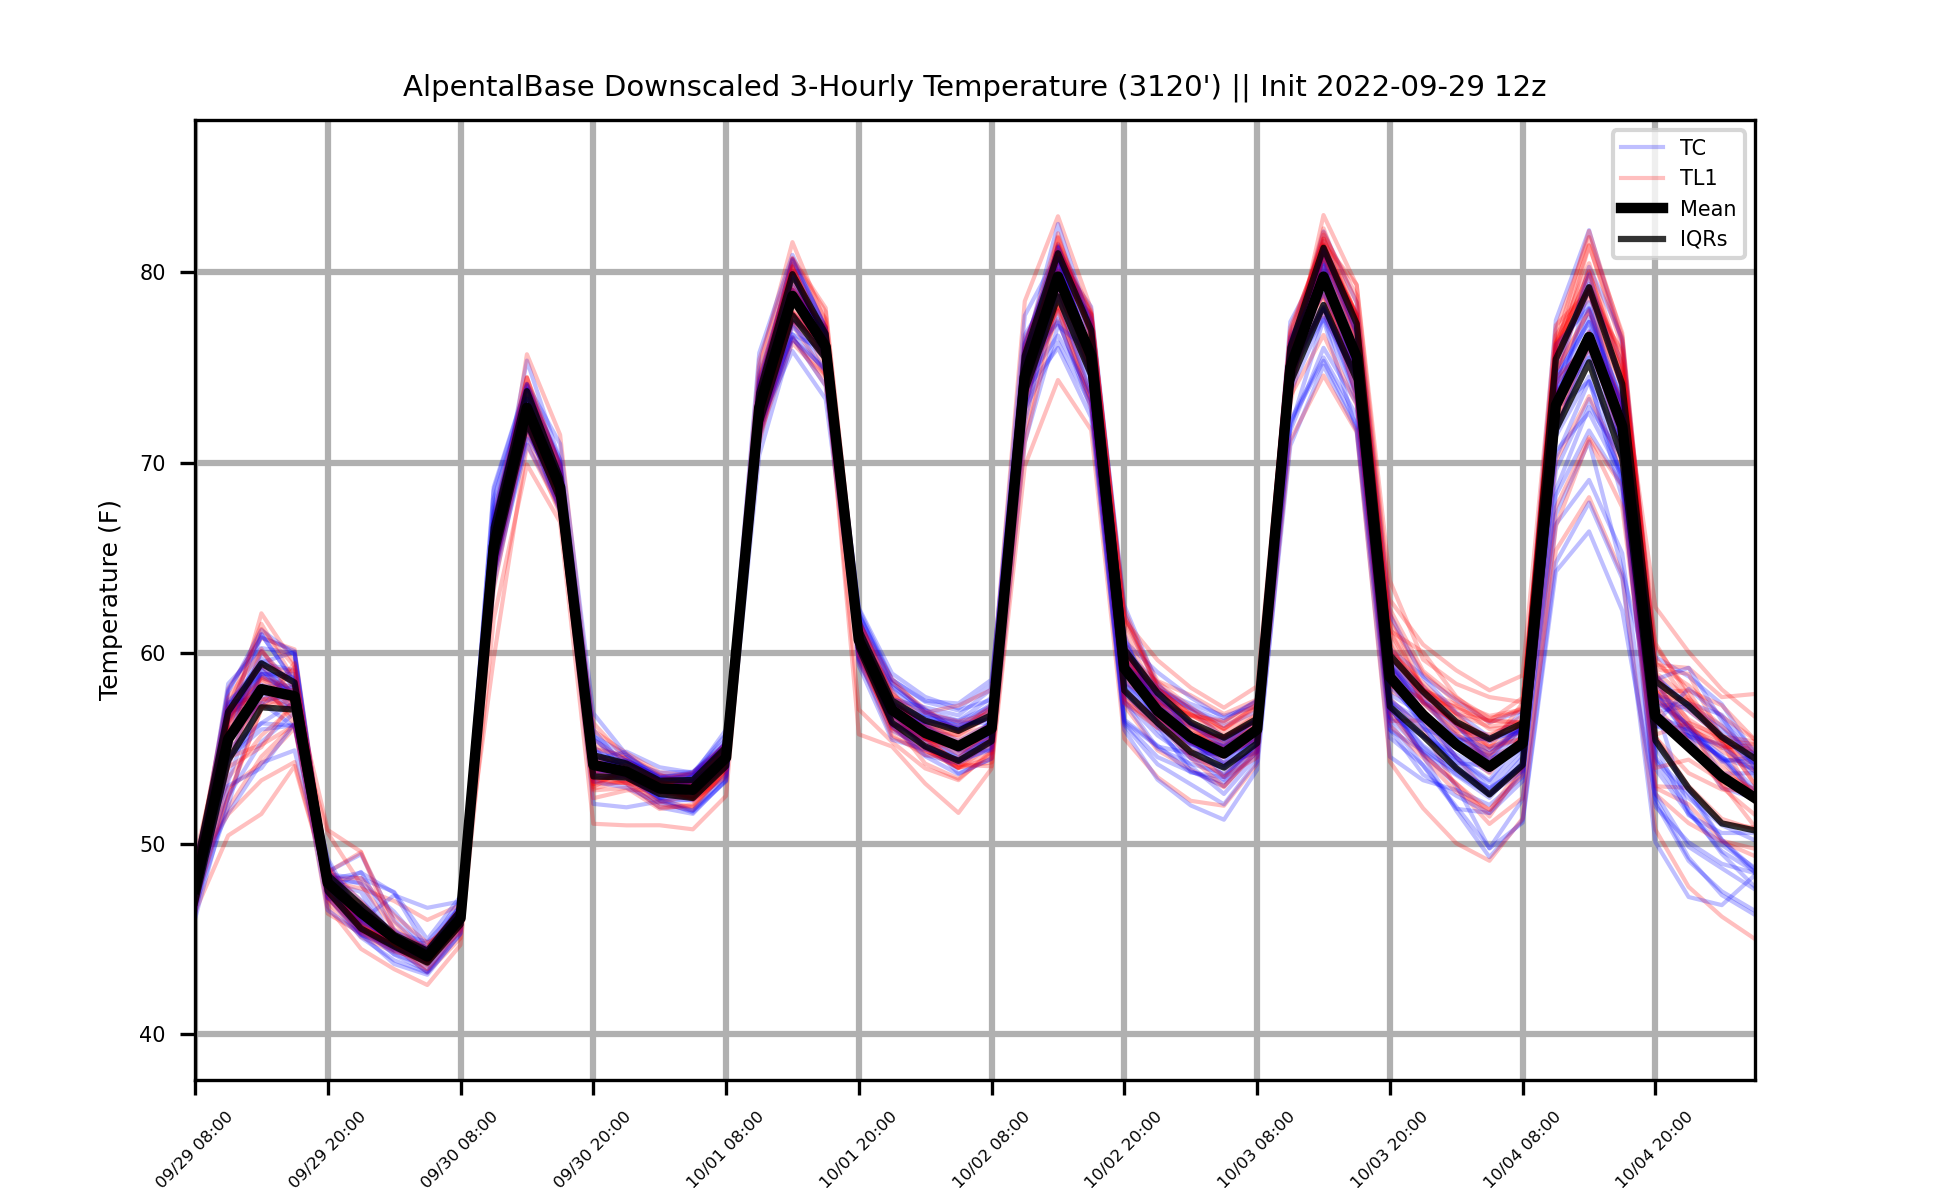 AlpentalBase Downscaled 3-Hourly Temperature (3120') || Init 2022-09-29 12z
TC
TL1
Mean
IQRs
Temperature (F)
80
70
60
50
40
09/29 08:00
09/29 20:00
09/30 08:00
09/30 20:00
10/01 08:00
10/01 20:00
10/02 08:00
10/02 20:00
10/03 08:00
10/03 20:00
10/04 08:00
10/04 20:00